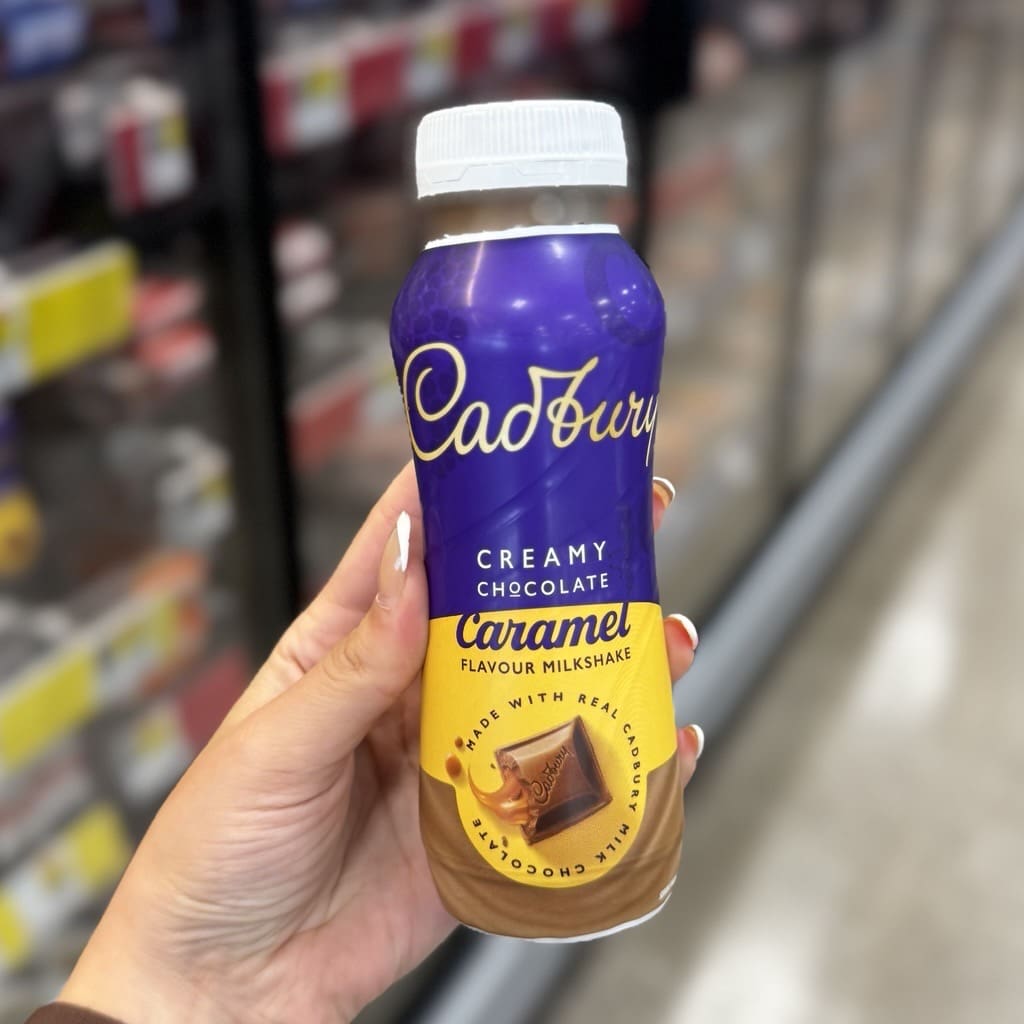 Cadbury
CREAMY
CHOCOLATE
Caramel
FLAVOUR MILKSHAKE
MADE WITH REAL CADBURY MILK CHOCOLATE
Cadbury